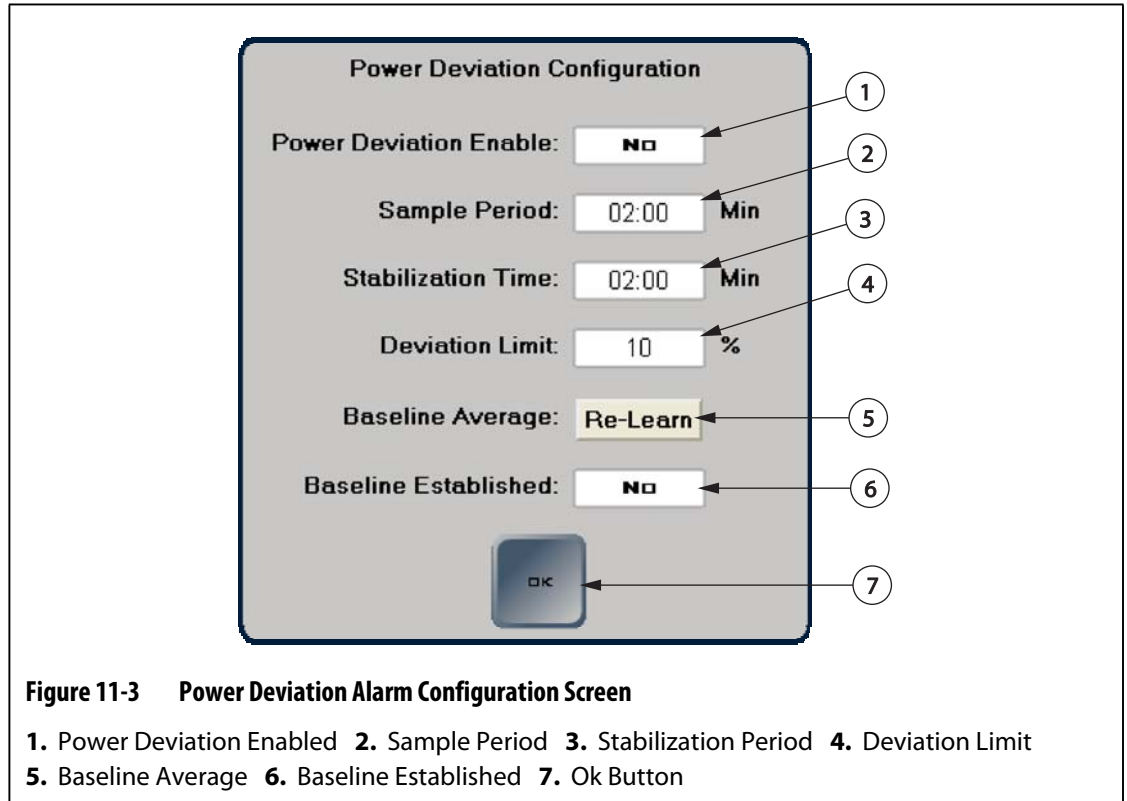 Power Deviation Configuration
1
Power Deviation Enable: No
2
Sample Period: 02:00 Min
3
Stabilization Time: 02:00 Min
4
Deviation Limit: 10 %
Baseline Average: Re-Learn
5
Baseline Established: No
6
OK
7
Figure 11-3 Power Deviation Alarm Configuration Screen
1. Power Deviation Enabled 2. Sample Period 3. Stabilization Period 4. Deviation Limit
5. Baseline Average 6. Baseline Established 7. Ok Button